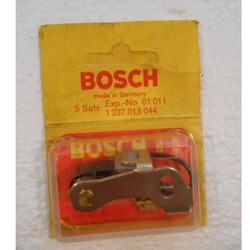 BOSCH
made in Germany
5 Satz Exp.-No 01 011
1 237 013 044
BOSCH